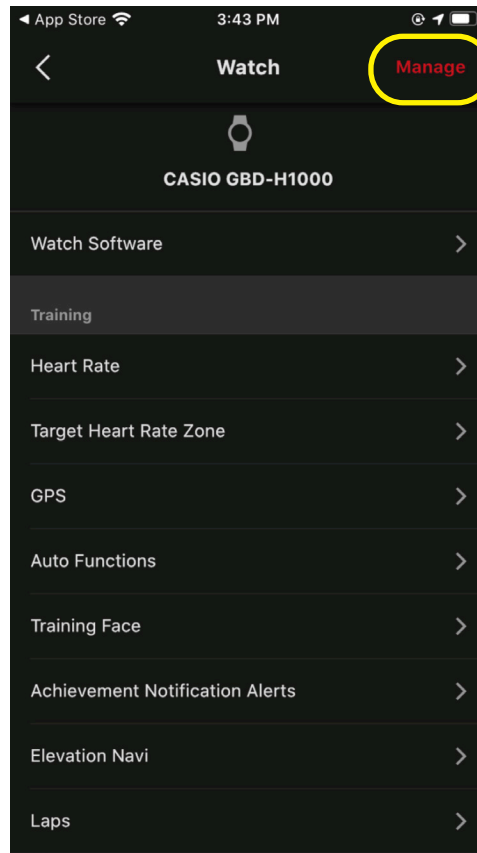 App Store 3:43 PM
Watch Manage
CASIO GBD-H1000
Watch Software
Training
Heart Rate
Target Heart Rate Zone
GPS
Auto Functions
Training Face
Achievement Notification Alerts
Elevation Navi
Laps